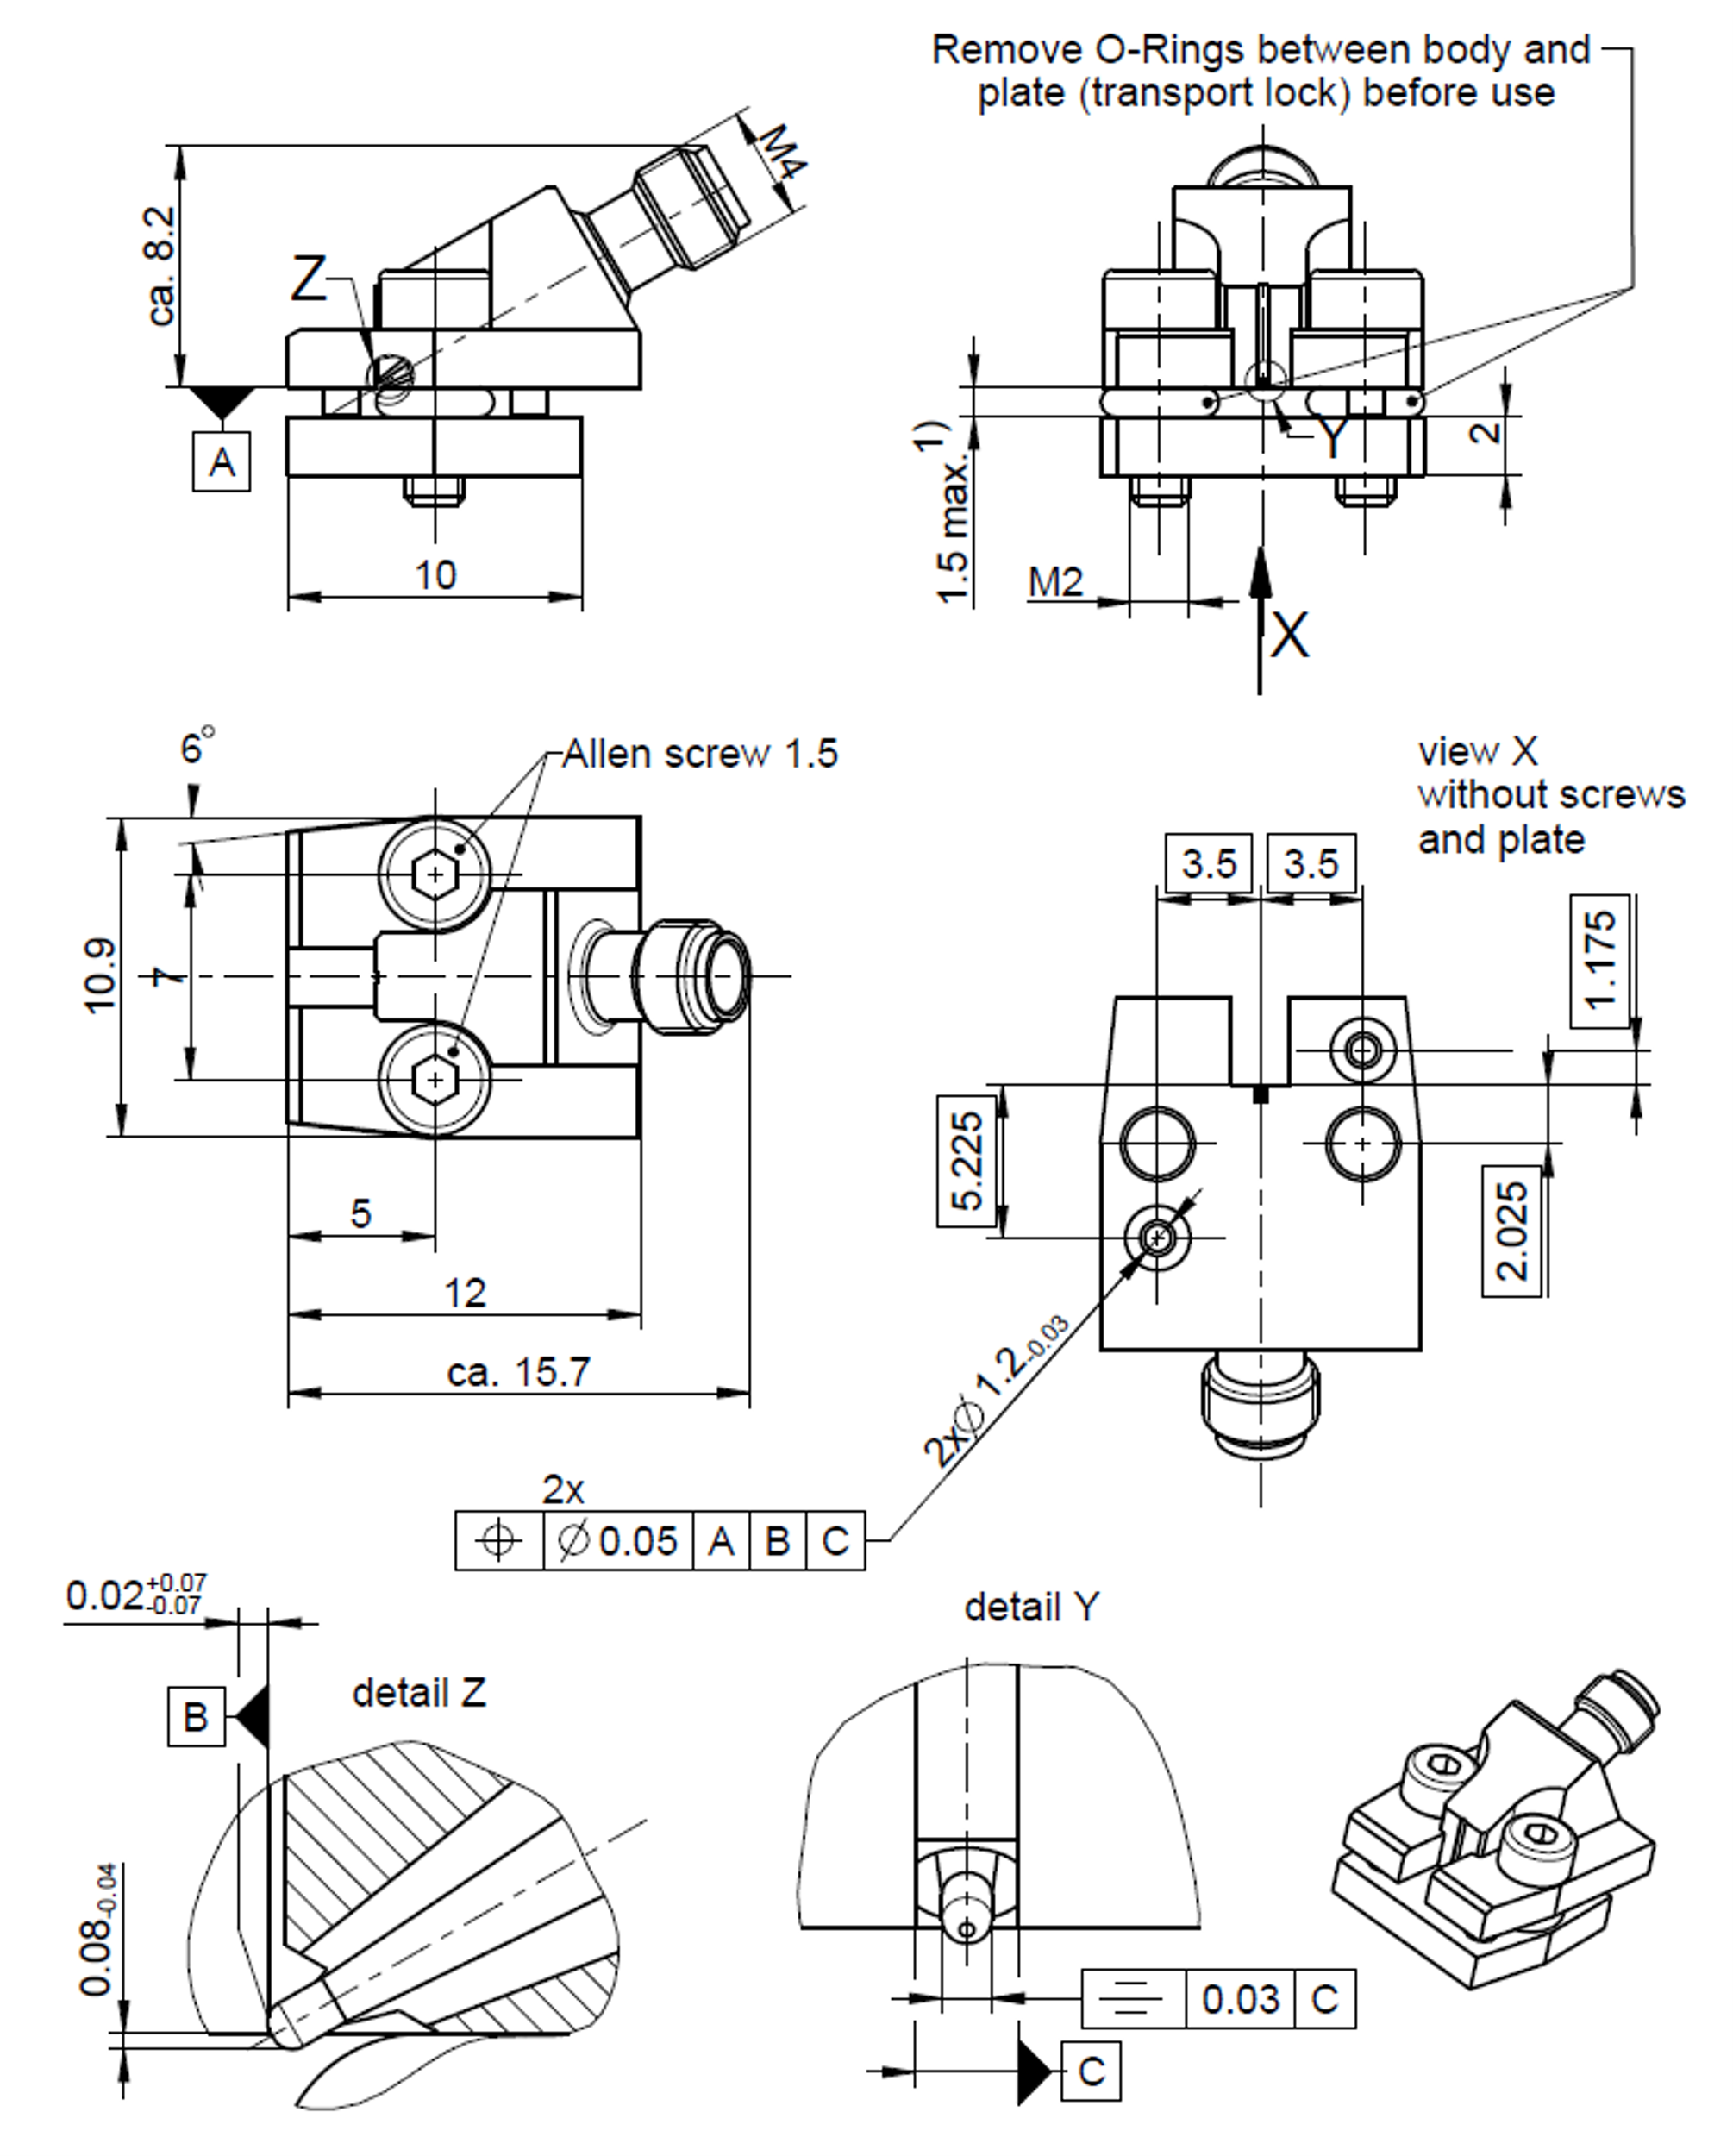 Remove O-Rings between body and
plate (transport lock) before use
M4
ca. 8.2
Z
A
10
1.5 max. 1)
Y
2
M2
X
6°
Allen screw 1.5
10.9
7
5
12
ca. 15.7
view X
without screws
and plate
3.5 3.5
1.175
5.225
2.025
2x⌀ 1.2 -0.03
2x
⌖ ⌀ 0.05 A B C
0.02 +0.07 -0.07
B
detail Z
0.08 -0.04
detail Y
⌯ 0.03 C
C